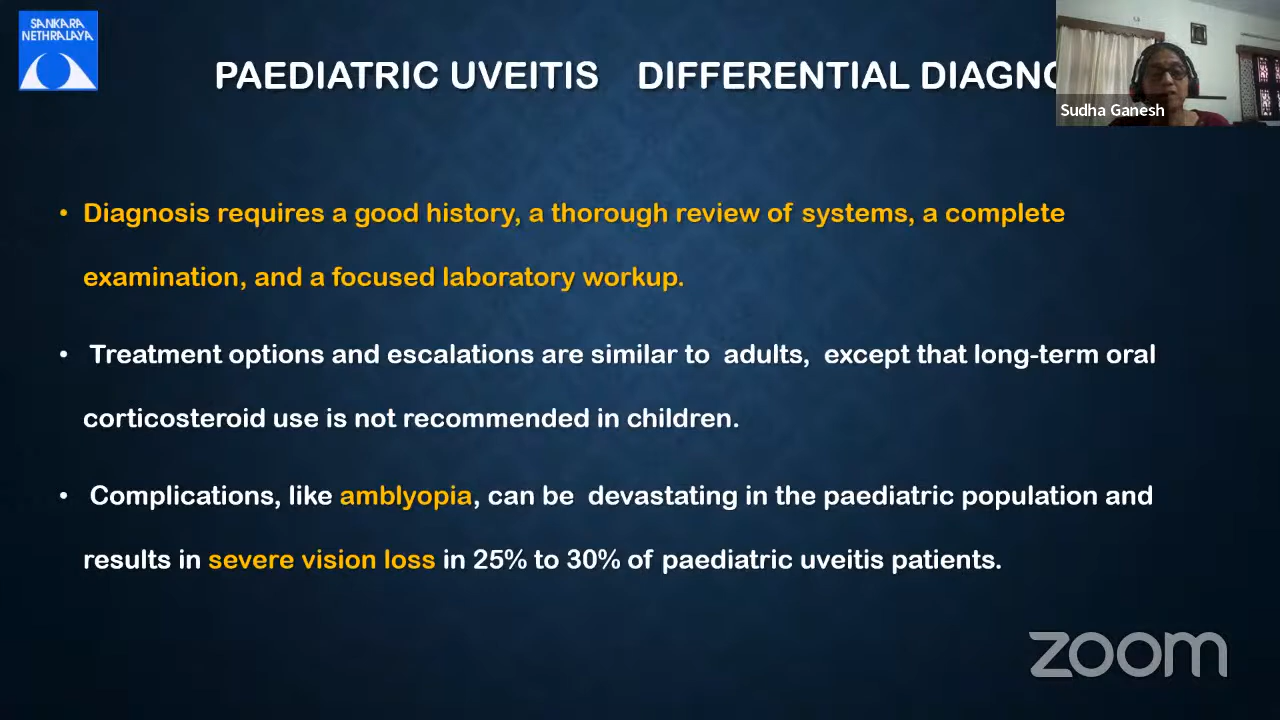 SANKARA
NETHRALAYA
PAEDIATRIC UVEITIS DIFFERENTIAL DIAGNO
Sudha Ganesh
• Diagnosis requires a good history, a thorough review of systems, a complete
examination, and a focused laboratory workup.
• Treatment options and escalations are similar to adults, except that long-term oral
corticosteroid use is not recommended in children.
• Complications, like amblyopia, can be devastating in the paediatric population and
results in severe vision loss in 25% to 30% of paediatric uveitis patients.
zoom